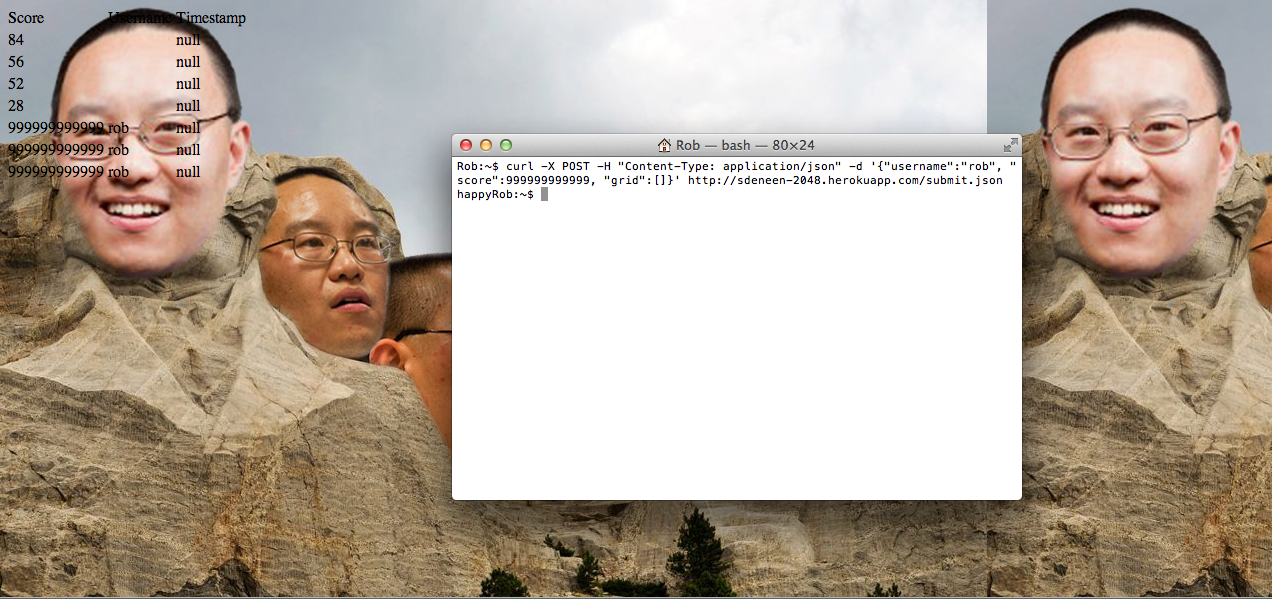 Score Username Timestamp
84 null
56 null
52 null
28 null
999999999999 rob null
999999999999 rob null
999999999999 rob null
Rob — bash — 80×24
Rob:~$ curl -X POST -H "Content-Type: application/json" -d '{"username":"rob", "
score":999999999999, "grid":[]}' http://sdeneen-2048.herokuapp.com/submit.json
happyRob:~$